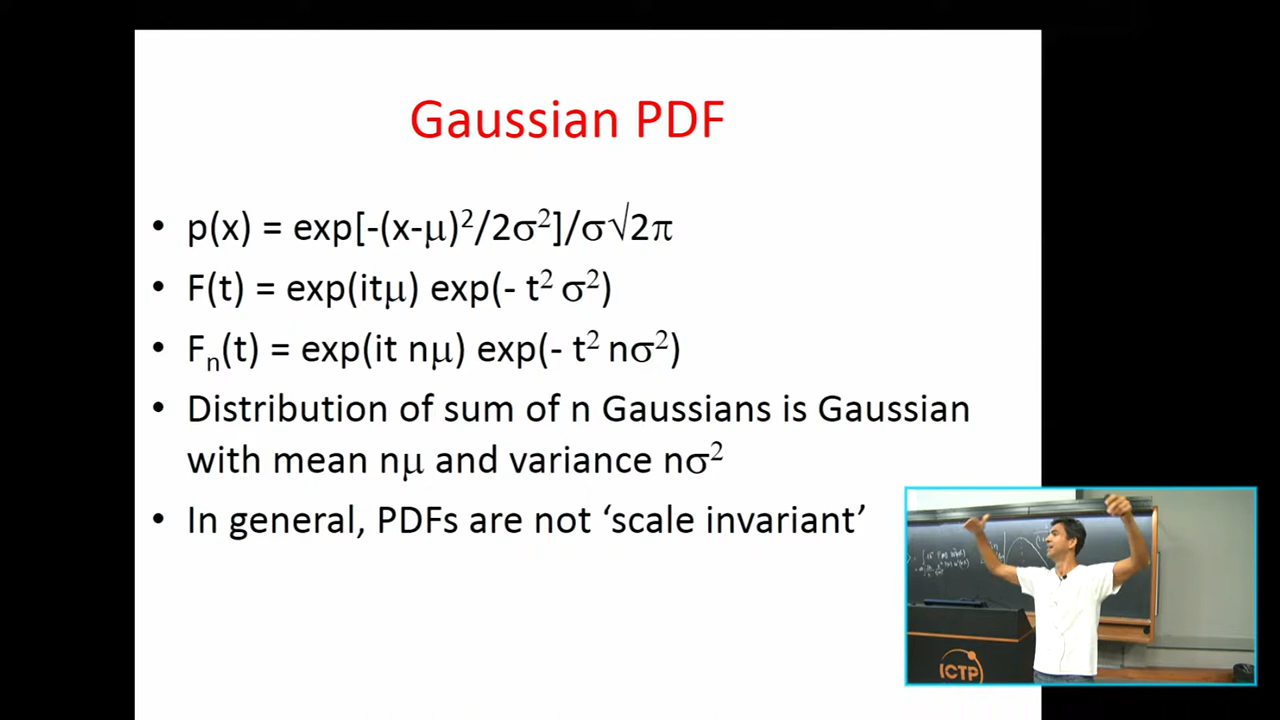 Gaussian PDF
• p(x) = exp[-(x-μ)²/2σ²]/σ√2π
• F(t) = exp(itμ) exp(- t² σ²)
• Fₙ(t) = exp(it nμ) exp(- t² nσ²)
• Distribution of sum of n Gaussians is Gaussian
with mean nμ and variance nσ²
• In general, PDFs are not ‘scale invariant’
ICTP